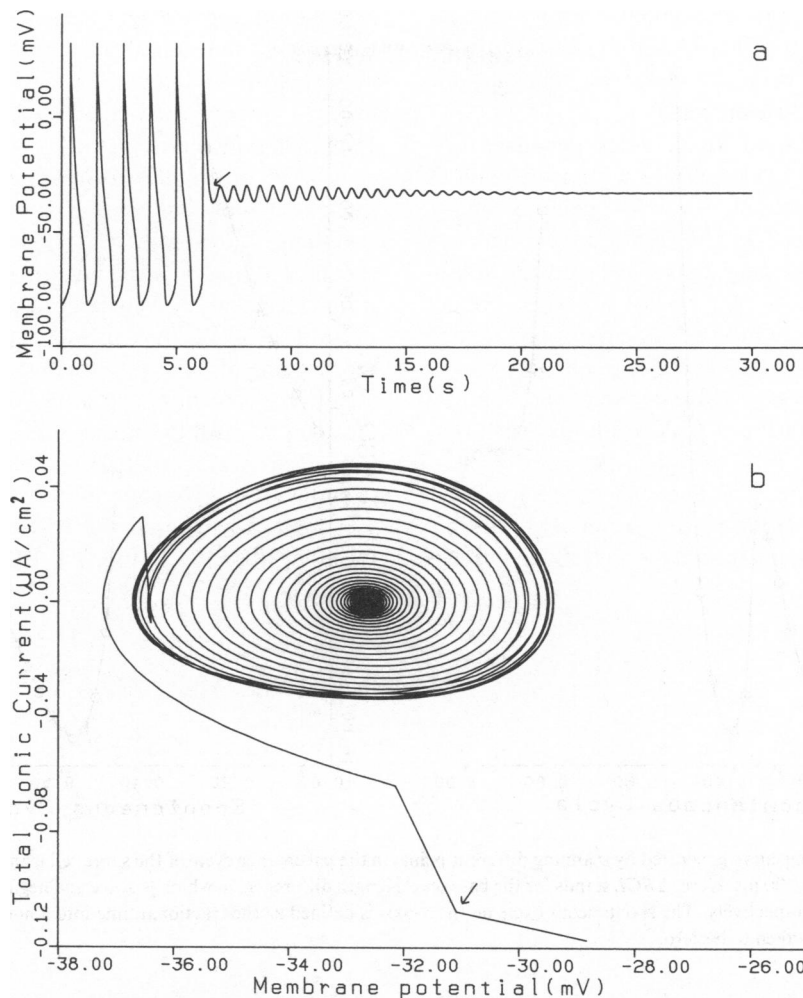 a
Membrane Potential(mV)
0.00
-50.00
-100.00
0.00 5.00 10.00 15.00 20.00 25.00 30.00
Time(s)
b
Total Ionic Current(µA/cm²)
0.04
0.00
-0.04
-0.08
-0.12
-38.00 -36.00 -34.00 -32.00 -30.00 -28.00 -26.00
Membrane potential(mV)